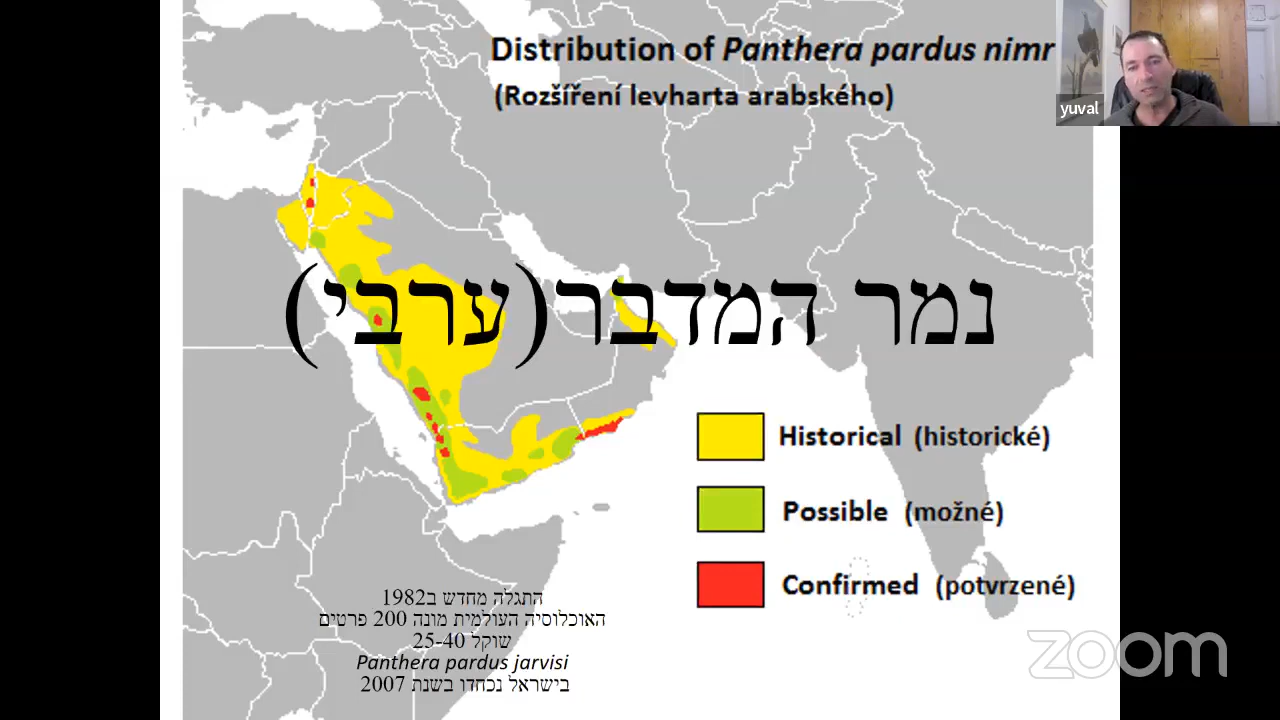 Distribution of Panthera pardus nimr
(Rozšíření levharta arabského)
yuval
נמר המדבר(ערבי)
Historical (historické)
Possible (možné)
Confirmed (potvrzené)
התגלה מחדש ב1982
האוכלוסיה העולמית מונה 200 פרטים
שוקל 25-40
Panthera pardus jarvisi
בישראל נכחדו בשנת 2007
zoom